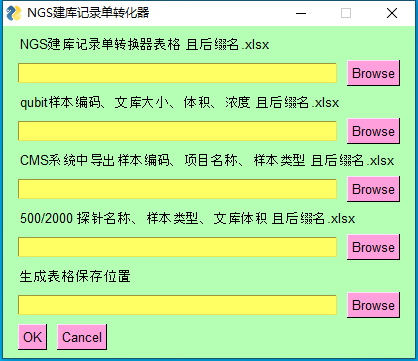 NGS建库记录单转化器
NGS建库记录单转换器表格 且后缀名.xlsx
Browse
qubit样本编码、文库大小、体积、浓度 且后缀名.xlsx
Browse
CMS系统中导出样本编码、项目名称、样本类型 且后缀名.xlsx
Browse
500/2000 探针名称、样本类型、文库体积 且后缀名.xlsx
Browse
生成表格保存位置
Browse
OK Cancel